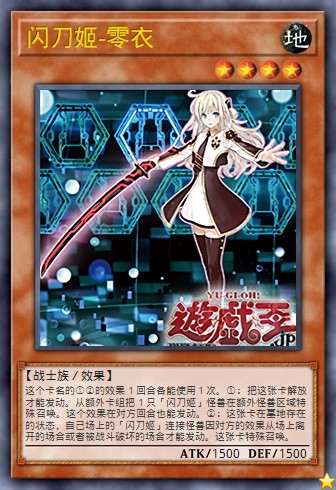 闪刀姬-零衣
地
YU-GI-OH!
遊戯王
.jp
【战士族/效果】
这个卡名的①②的效果1回合各能使用1次。①：把这张卡解放
才能发动。从额外卡组把1只「闪刀姬」怪兽在额外怪兽区域特
殊召唤。这个效果在对方回合也能发动。②：这张卡在墓地存在
的状态，自己场上的「闪刀姬」连接怪兽因对方的效果从场上离
开的场合或者被战斗破坏的场合才能发动。这张卡特殊召唤。
ATK/1500 DEF/1500